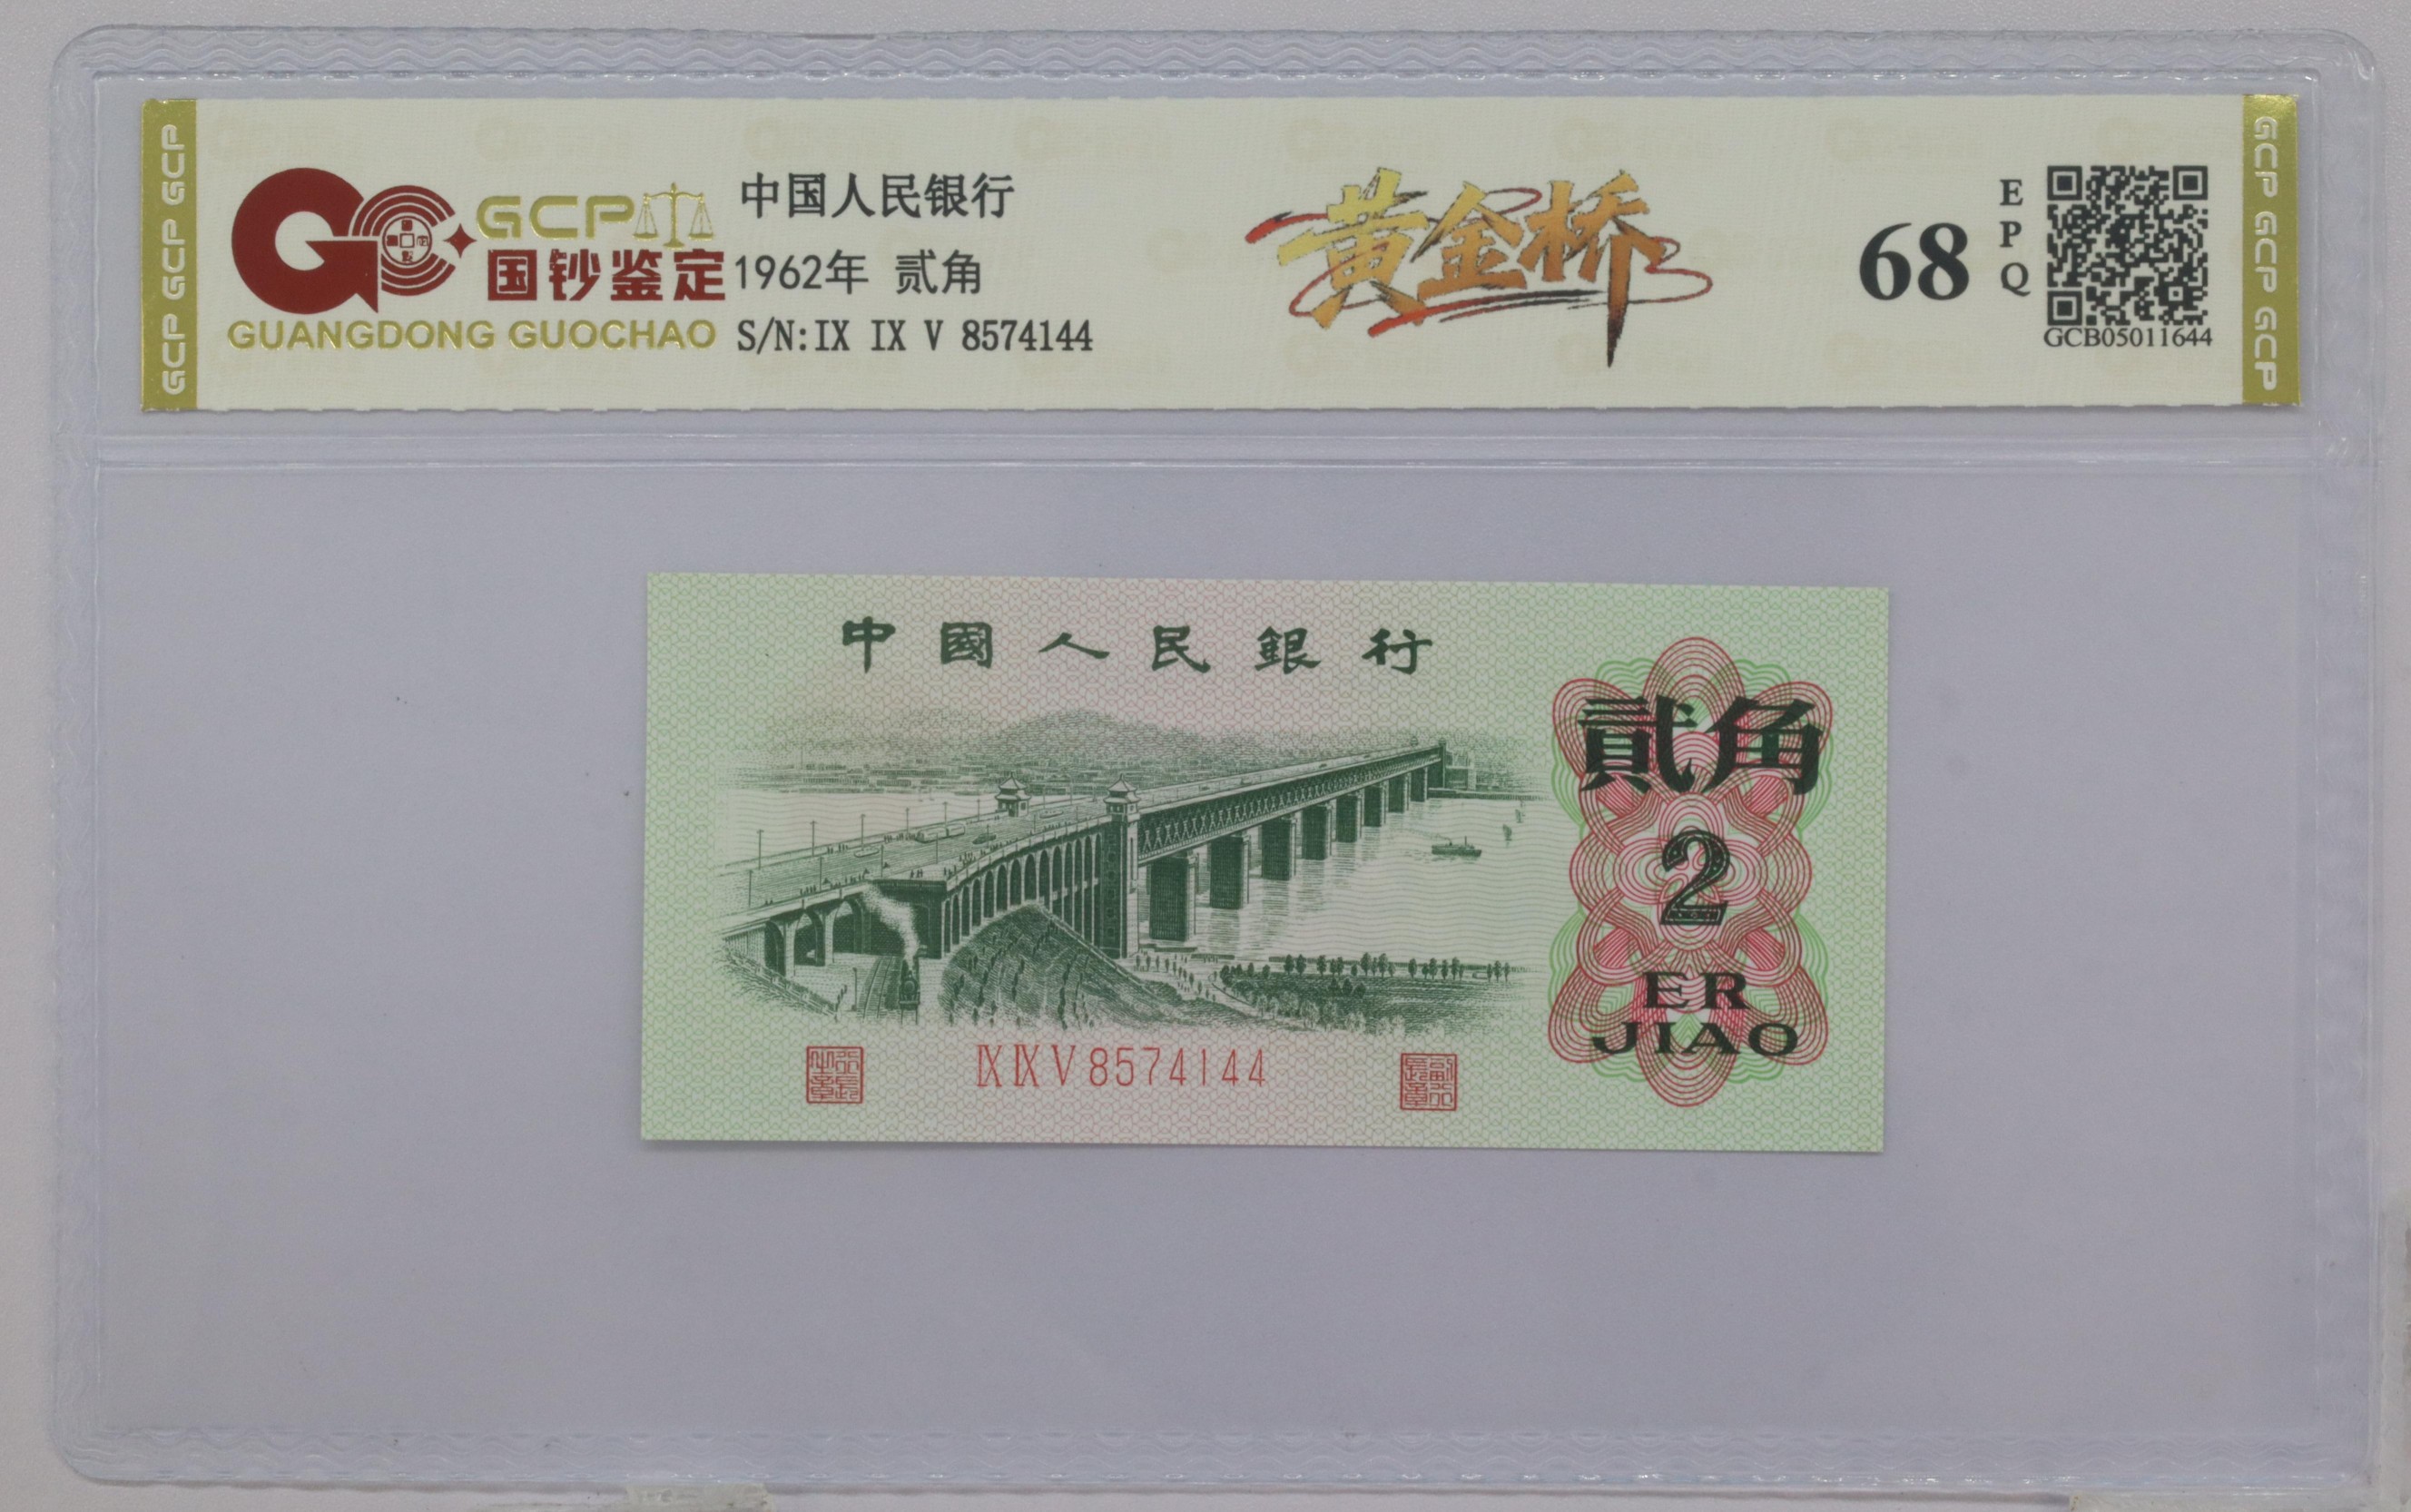 GCP GCP GCP
GCP
国钞鉴定
GUANGDONG GUOCHAO
中国人民银行
1962年 贰角
S/N:IX IX V 8574144
黄金桥
68
EPQ
GCB05011644
GCP GCP GCP
中國人民銀行
貳角
2
ER
JIAO
IX IX V 8574144